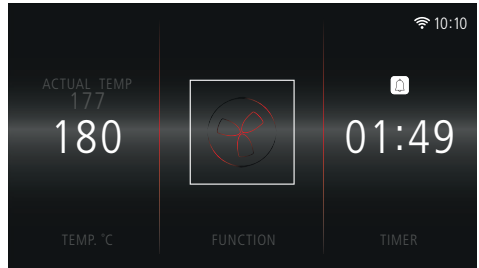 10:10
ACTUAL TEMP
177
180
01:49
TEMP. °C
FUNCTION
TIMER